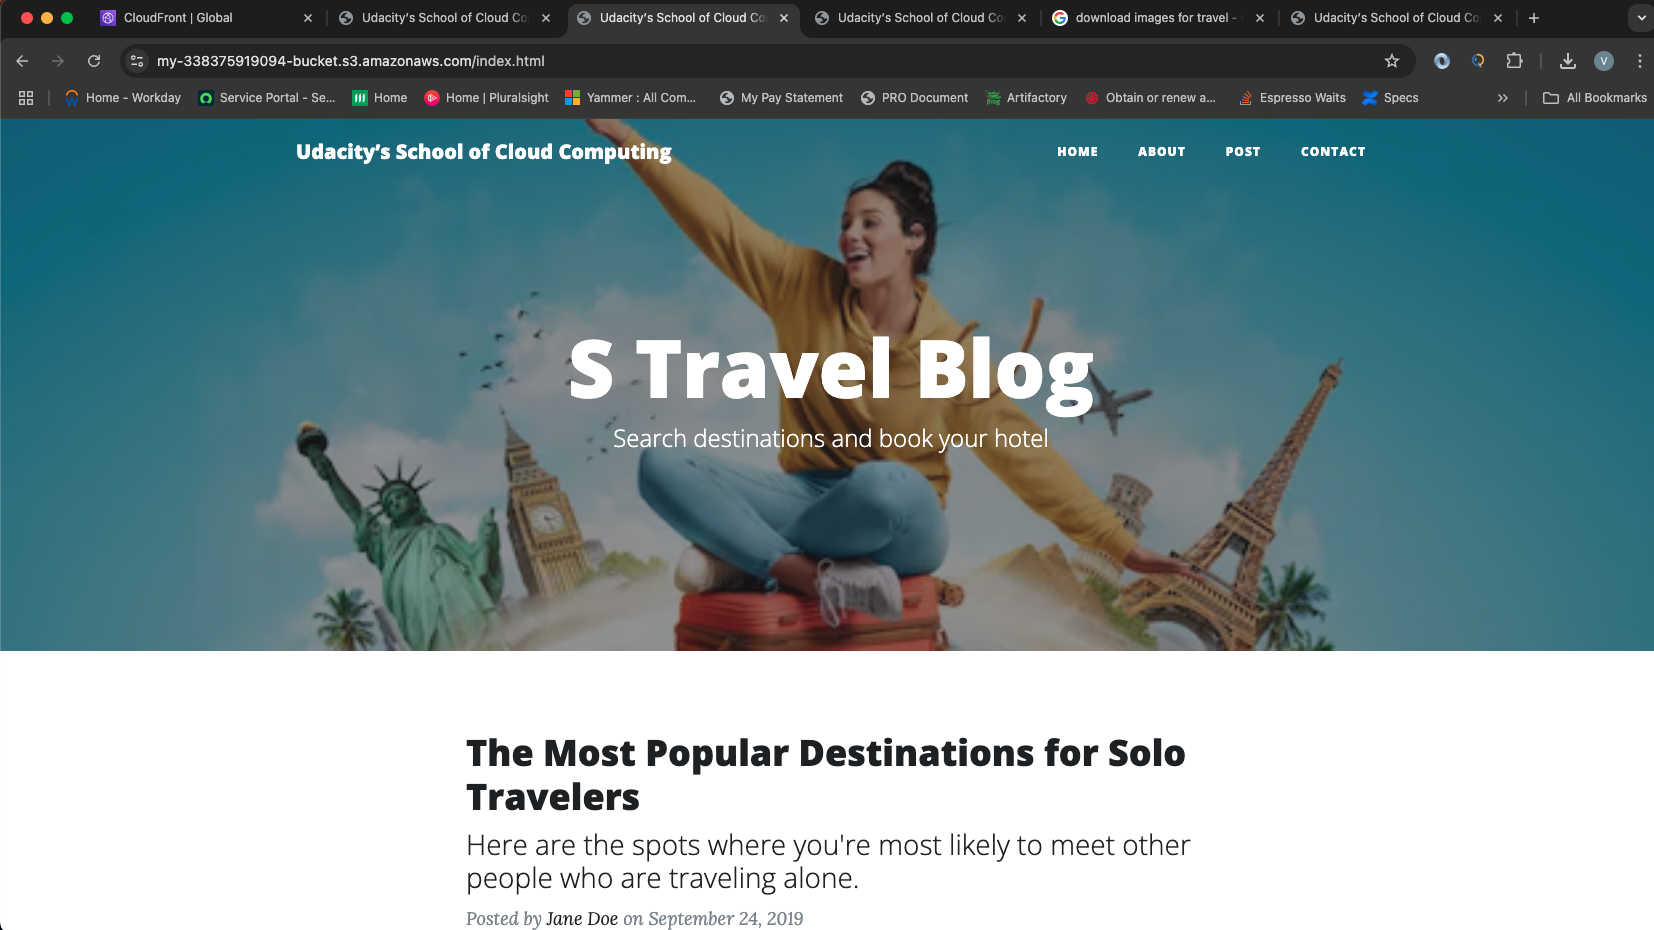 CloudFront | Global
Udacity's School of Cloud Co
Udacity's School of Cloud Co
Udacity's School of Cloud Co
download images for travel -
Udacity's School of Cloud Co
my-338375919094-bucket.s3.amazonaws.com/index.html
V
Home - Workday
Service Portal - Se...
Home
Home | Pluralsight
Yammer : All Com...
My Pay Statement
PRO Document
Artifactory
Obtain or renew a...
Espresso Waits
Specs
All Bookmarks
Udacity's School of Cloud Computing
HOME
ABOUT
POST
CONTACT
S Travel Blog
Search destinations and book your hotel
The Most Popular Destinations for Solo
Travelers
Here are the spots where you're most likely to meet other
people who are traveling alone.
Posted by Jane Doe on September 24, 2019